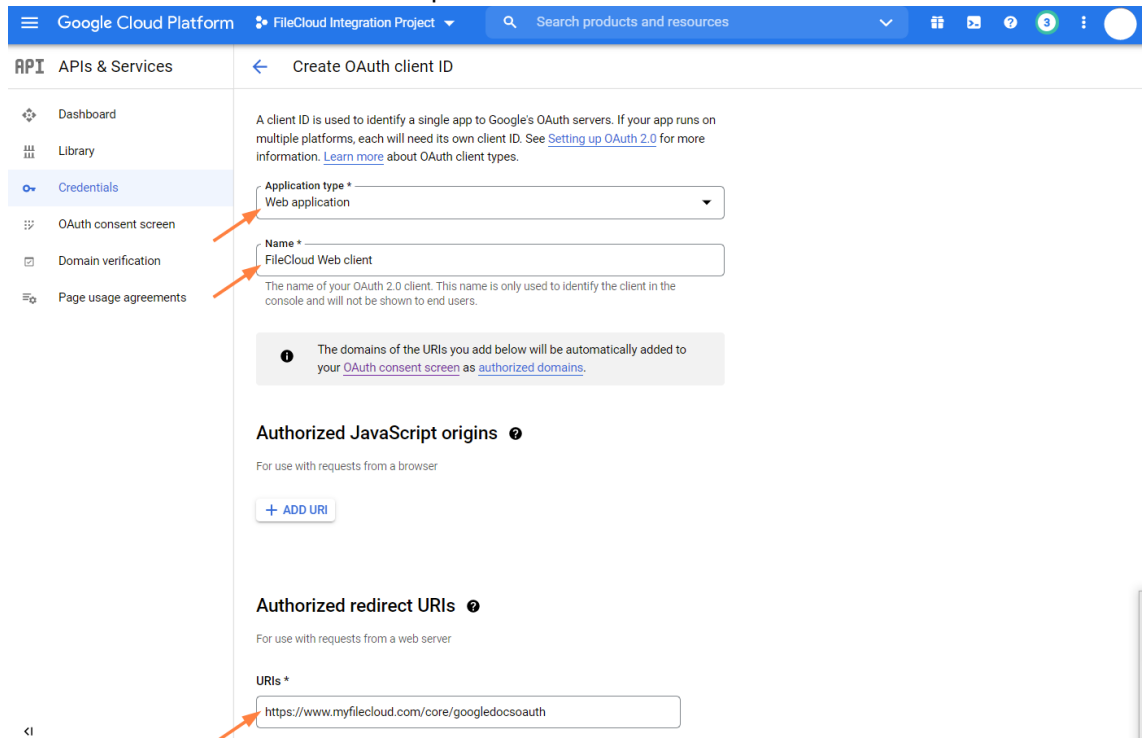 Google Cloud Platform FileCloud Integration Project Search products and resources 3
API APIs & Services Create OAuth client ID
Dashboard
Library
Credentials
OAuth consent screen
Domain verification
Page usage agreements
A client ID is used to identify a single app to Google's OAuth servers. If your app runs on
multiple platforms, each will need its own client ID. See Setting up OAuth 2.0 for more
information. Learn more about OAuth client types.
Application type *
Web application
Name *
FileCloud Web client
The name of your OAuth 2.0 client. This name is only used to identify the client in the
console and will not be shown to end users.
The domains of the URIs you add below will be automatically added to
your OAuth consent screen as authorized domains.
Authorized JavaScript origins
For use with requests from a browser
+ ADD URI
Authorized redirect URIs
For use with requests from a web server
URIs *
https://www.myfilecloud.com/core/googledocsoauth